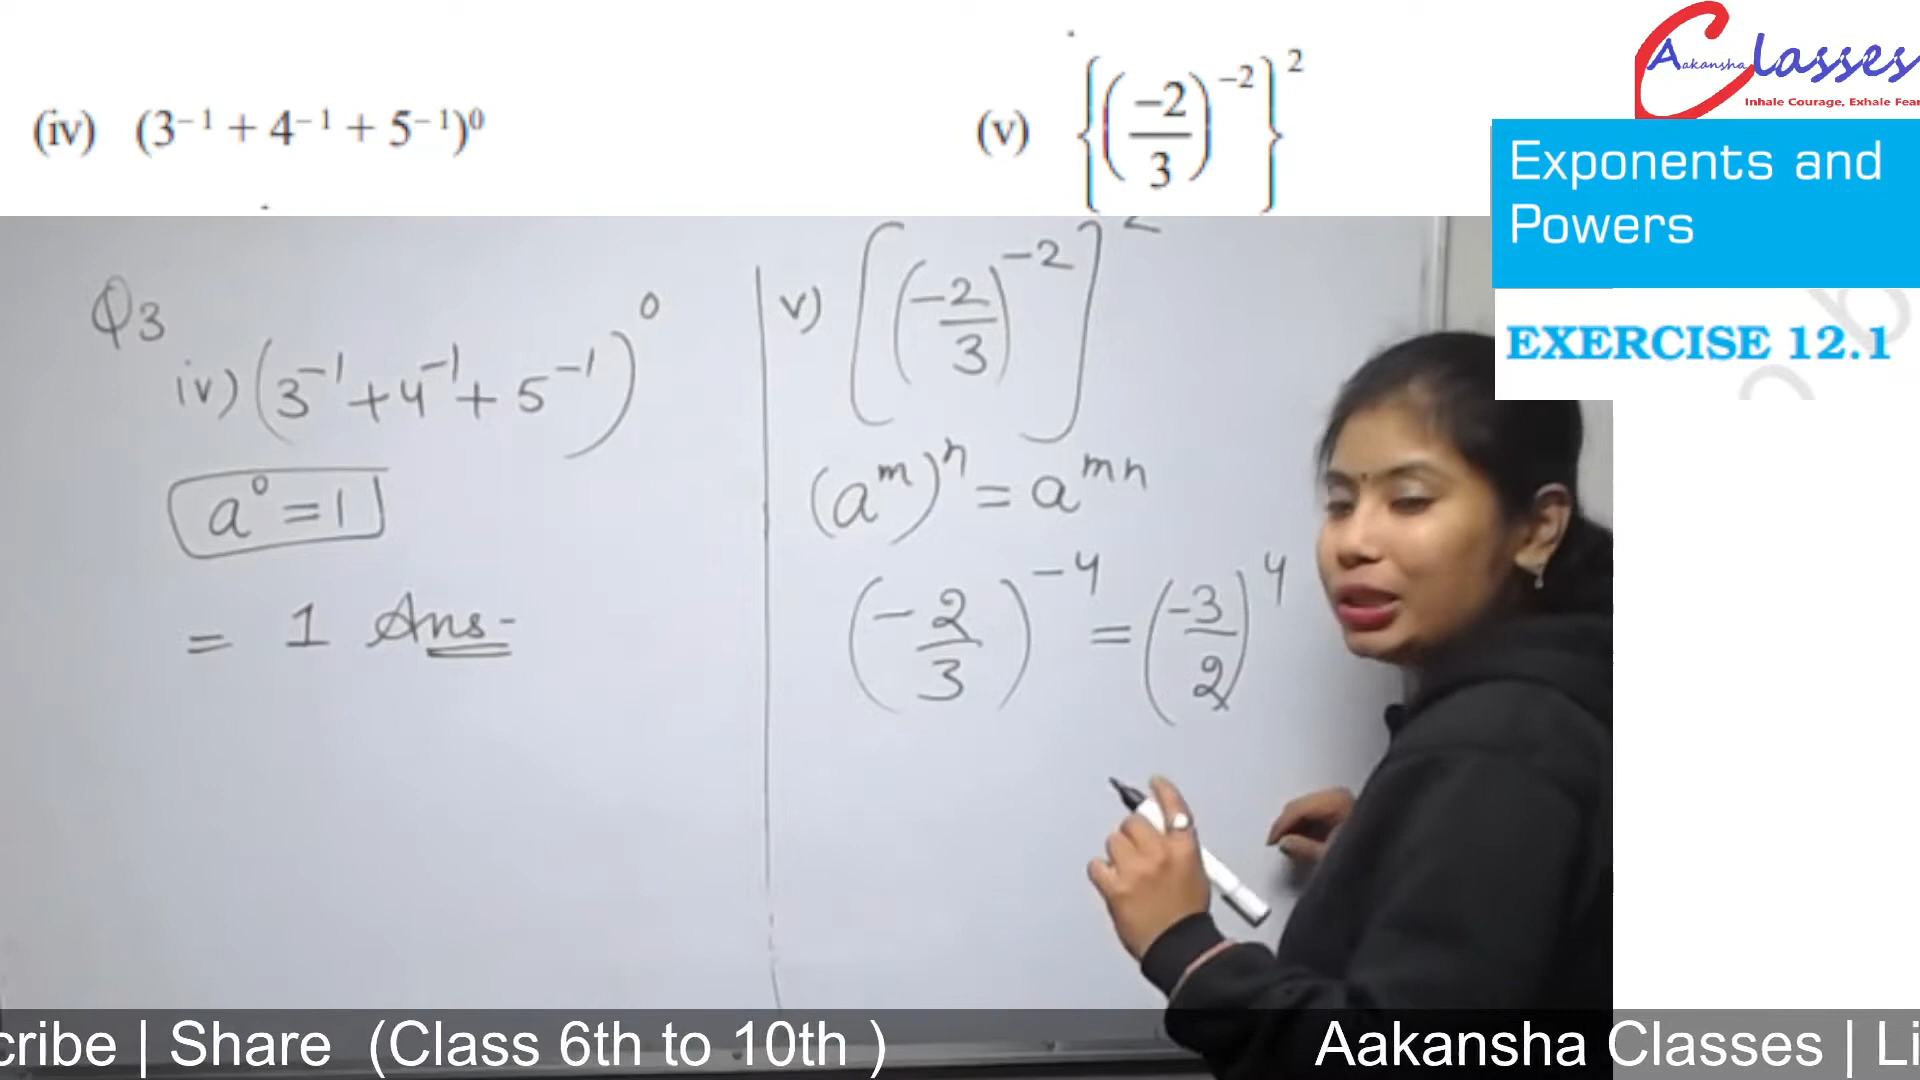 (iv) (3⁻¹ + 4⁻¹ + 5⁻¹)⁰
(v) {(-2/3)⁻²}²
Aakansha Classes
Inhale Courage, Exhale Fear
Exponents and
Powers
EXERCISE 12.1
Q3
iv) (3⁻¹ + 4⁻¹ + 5⁻¹)⁰
a⁰ = 1
= 1 Ans-
v) [(-2/3)⁻²]²
(aᵐ)ⁿ = aᵐⁿ
(-2/3)⁻⁴ = (-3/2)⁴
cribe | Share (Class 6th to 10th )
Aakansha Classes | Li